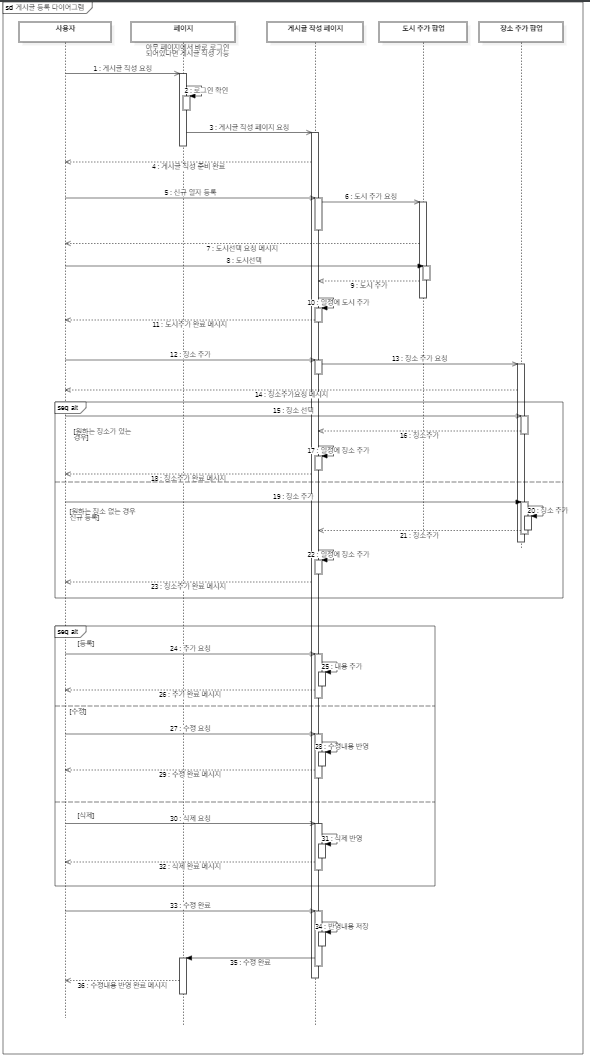 sd 게시글 등록 다이어그램
사용자
페이지
게시글 작성 페이지
도시 추가 팝업
장소 추가 팝업
아무 페이지에서 바로 로그인
되어있다면 게시글 작성 가능
1 : 게시글 작성 요청
2 : 로그인 확인
3 : 게시글 작성 페이지 요청
4 : 게시글 작성 준비 완료
5 : 신규 일지 등록
6 : 도시 추가 요청
7 : 도시선택 요청 메시지
8 : 도시선택
9 : 도시 추가
10 : 일정에 도시 추가
11 : 도시추가 완료 메시지
12 : 장소 추가
13 : 장소 추가 요청
14 : 장소추가요청 메시지
seq alt
15 : 장소 선택
[원하는 장소가 있는
경우]
16 : 장소추가
17 : 일정에 장소 추가
18 : 장소추가 완료 메시지
19 : 장소 추가
[원하는 장소 없는 경우
신규 등록]
20 : 장소 추가
21 : 장소추가
22 : 일정에 장소 추가
23 : 장소추가 완료 메시지
seq alt
[등록]
24 : 추가 요청
25 : 내용 추가
26 : 추가 완료 메시지
[수정]
27 : 수정 요청
28 : 수정내용 반영
29 : 수정 완료 메시지
[삭제]
30 : 삭제 요청
31 : 삭제 반영
32 : 삭제 완료 메시지
33 : 수정 완료
34 : 반영내용 저장
35 : 수정 완료
36 : 수정내용 반영 완료 메시지